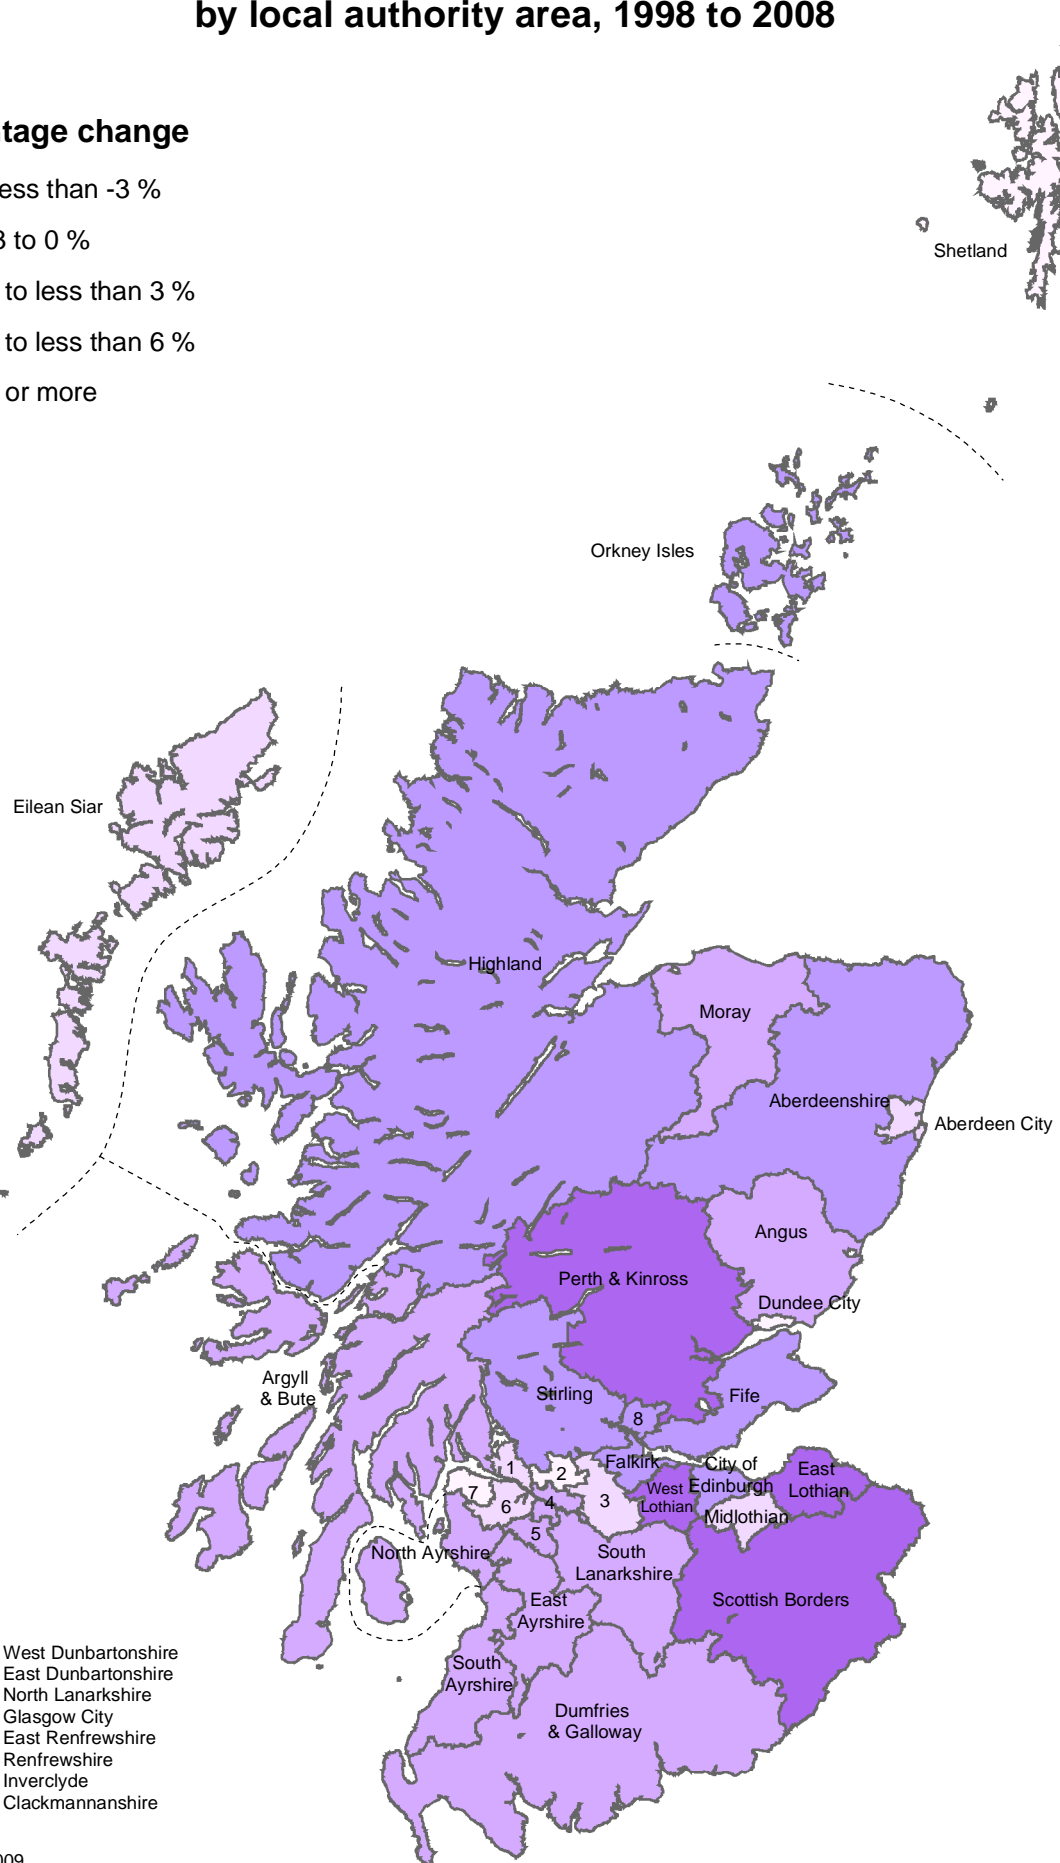 by local authority area, 1998 to 2008
tage change
ess than -3 %
3 to 0 %
to less than 3 %
to less than 6 %
or more
Shetland
Orkney Isles
Eilean Siar
Highland
Moray
Aberdeenshire
Aberdeen City
Angus
Perth & Kinross
Dundee City
Argyll
& Bute
Stirling
Fife
8
Falkirk
City of
Edinburgh
East
Lothian
1
2
West
Lothian
7
6
4
3
Midlothian
5
North Ayrshire
South
Lanarkshire
East
Ayrshire
Scottish Borders
South
Ayrshire
Dumfries
& Galloway
West Dunbartonshire
East Dunbartonshire
North Lanarkshire
Glasgow City
East Renfrewshire
Renfrewshire
Inverclyde
Clackmannanshire
009